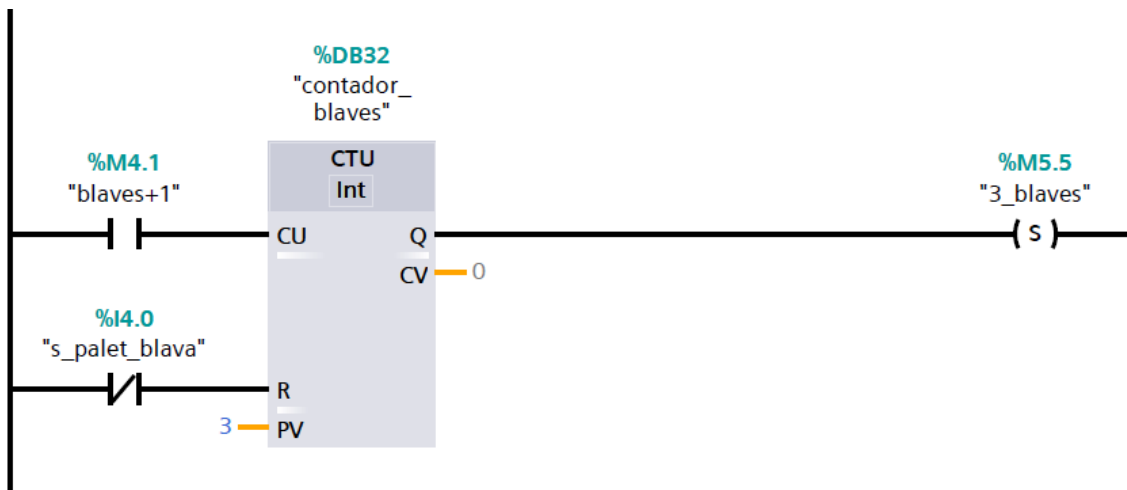 %DB32
"contador_
blaves"
%M4.1
"blaves+1"
CTU
Int
%M5.5
"3_blaves"
CU
Q
S
CV
0
%I4.0
"s_palet_blava"
R
3
PV